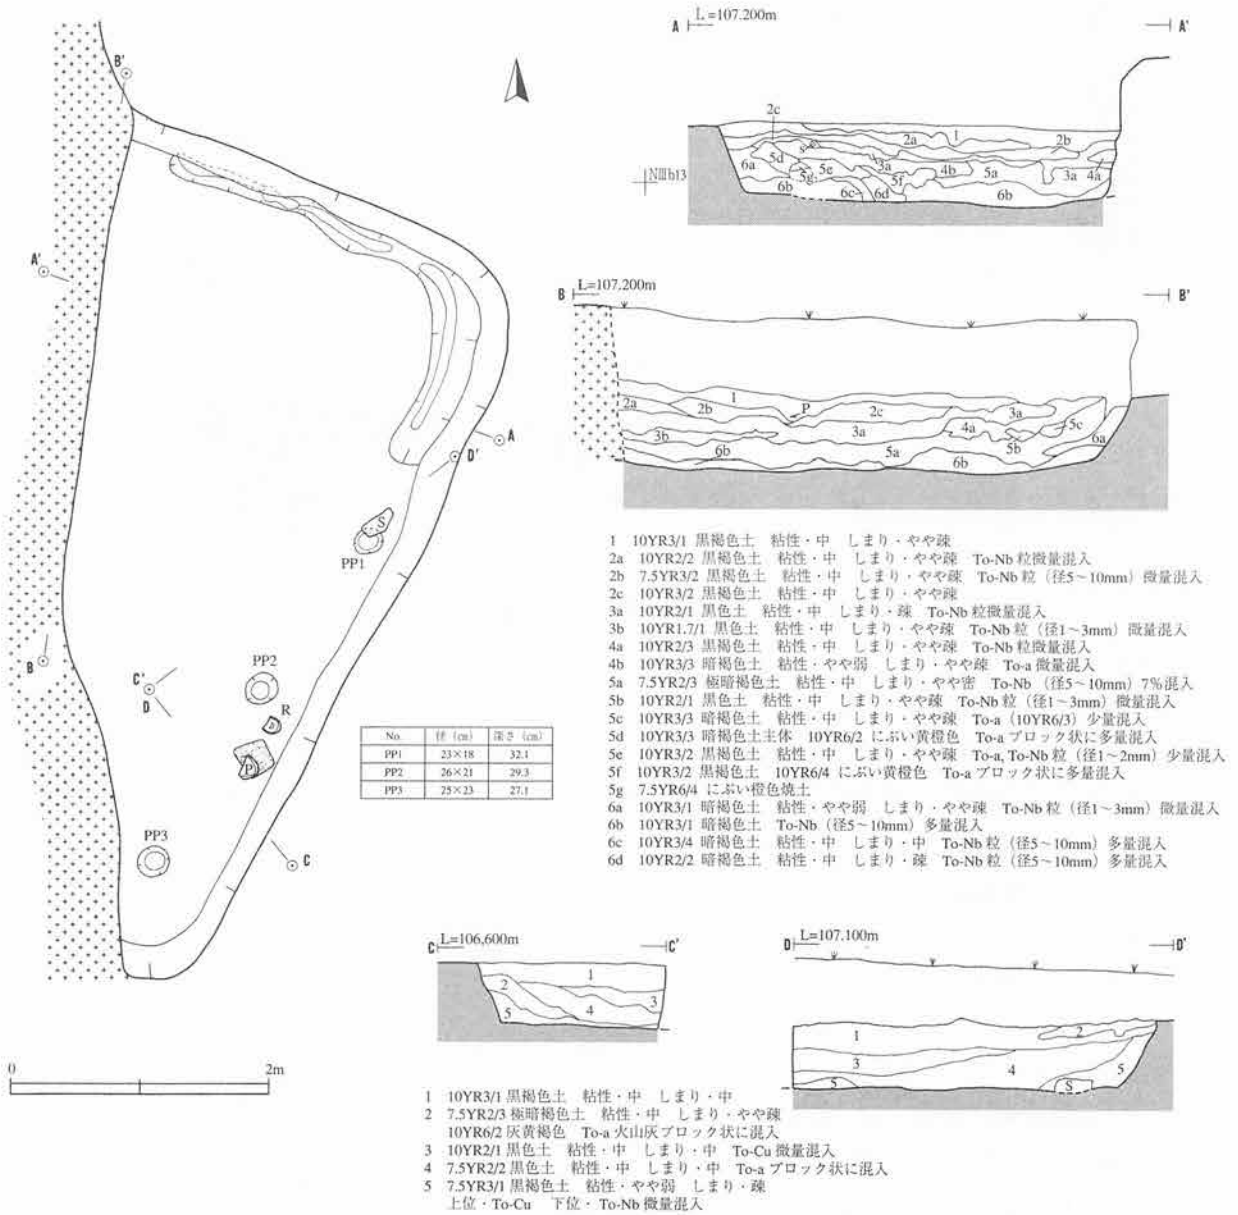 A L=107.200m A'
2c 2a 1 2b
6a 5d s 5e 3a 4b 5a 3a 4a
5g 5f
6b 6c 6d 6b
NⅢb13
B L=107.200m B'
1
2a 2b P 2c 3a
3b 3a 4a 5b 5c 6a
6b 5a 6b
B'
A'
A
D'
S
PP1
B
C'
D
PP2
R
P
PP3
C
No. 径(cm) 深さ(cm)
PP1 23×18 32.1
PP2 26×21 29.3
PP3 25×23 27.1
1 10YR3/1 黒褐色土 粘性・中 しまり・やや疎
2a 10YR2/2 黒褐色土 粘性・中 しまり・やや疎 To-Nb 粒微量混入
2b 7.5YR3/2 黒褐色土 粘性・中 しまり・やや疎 To-Nb 粒(径5~10mm)微量混入
2c 10YR3/2 黒褐色土 粘性・中 しまり・やや疎
3a 10YR2/1 黒色土 粘性・中 しまり・疎 To-Nb 粒微量混入
3b 10YR1.7/1 黒色土 粘性・中 しまり・やや疎 To-Nb 粒(径1~3mm)微量混入
4a 10YR2/3 黒褐色土 粘性・中 しまり・やや疎 To-Nb 粒微量混入
4b 10YR3/3 暗褐色土 粘性・やや弱 しまり・やや疎 To-a 微量混入
5a 7.5YR2/3 極暗褐色土 粘性・中 しまり・やや密 To-Nb(径5~10mm)7%混入
5b 10YR2/1 黒色土 粘性・中 しまり・やや疎 To-Nb 粒(径1~3mm)微量混入
5c 10YR3/3 暗褐色土 粘性・中 しまり・やや疎 To-a(10YR6/3)少量混入
5d 10YR3/3 暗褐色土主体 10YR6/2 にぶい黄橙色 To-a ブロック状に多量混入
5e 10YR3/2 黒褐色土 粘性・中 しまり・やや疎 To-a, To-Nb 粒(径1~2mm)少量混入
5f 10YR3/2 黒褐色土 10YR6/4 にぶい黄橙色 To-a ブロック状に多量混入
5g 7.5YR6/4 にぶい橙色焼土
6a 10YR3/1 暗褐色土 粘性・やや弱 しまり・やや疎 To-Nb 粒(径1~3mm)微量混入
6b 10YR3/1 暗褐色土 To-Nb(径5~10mm)多量混入
6c 10YR3/4 暗褐色土 粘性・中 しまり・中 To-Nb 粒(径5~10mm)多量混入
6d 10YR2/2 暗褐色土 粘性・中 しまり・疎 To-Nb 粒(径5~10mm)多量混入
C L=106.600m C'
1
2 3
5 4
D L=107.100m D'
1 2
3 4 5
5 S
0 2m
1 10YR3/1 黒褐色土 粘性・中 しまり・中
2 7.5YR2/3 極暗褐色土 粘性・中 しまり・やや疎
10YR6/2 灰黄褐色 To-a 火山灰ブロック状に混入
3 10YR2/1 黒色土 粘性・中 しまり・中 To-Cu 微量混入
4 7.5YR2/2 黒色土 粘性・中 しまり・中 To-a ブロック状に混入
5 7.5YR3/1 黒褐色土 粘性・やや弱 しまり・疎
上位・To-Cu 下位・To-Nb 微量混入